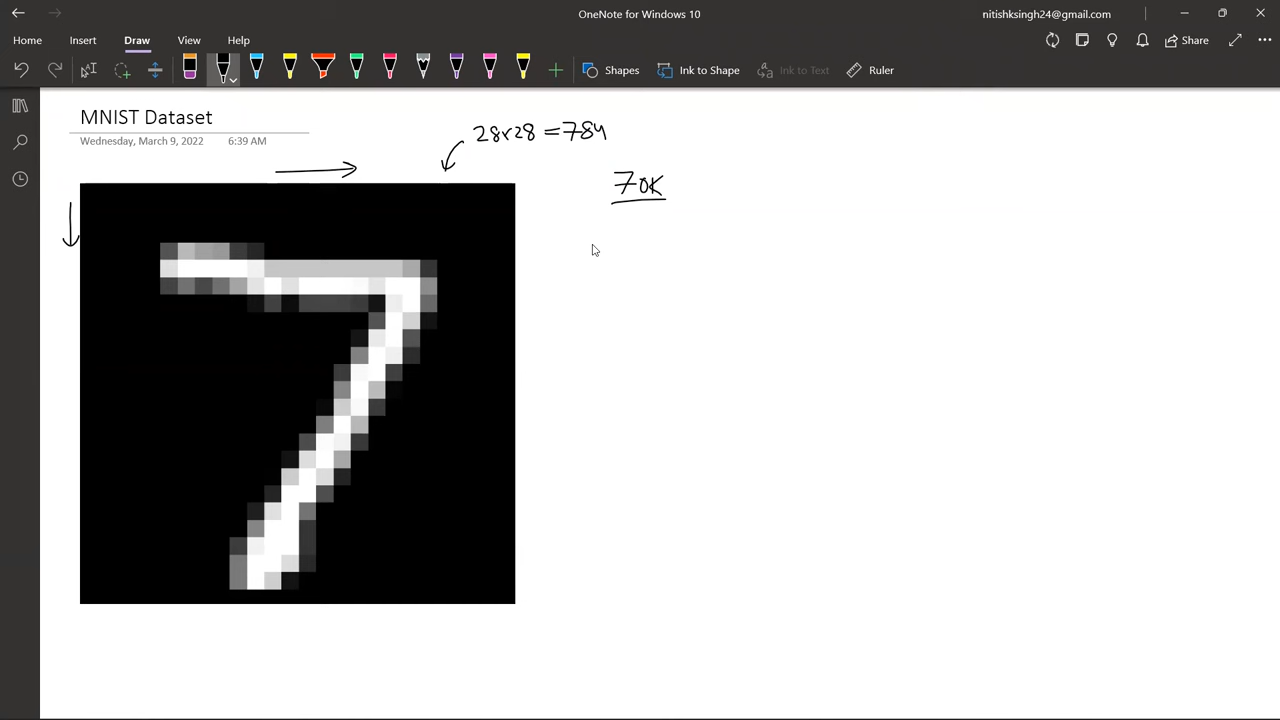 OneNote for Windows 10
nitishksingh24@gmail.com
Home Insert Draw View Help
Share
Shapes Ink to Shape Ink to Text Ruler
MNIST Dataset
Wednesday, March 9, 2022 6:39 AM
28x28 = 784
70K
7